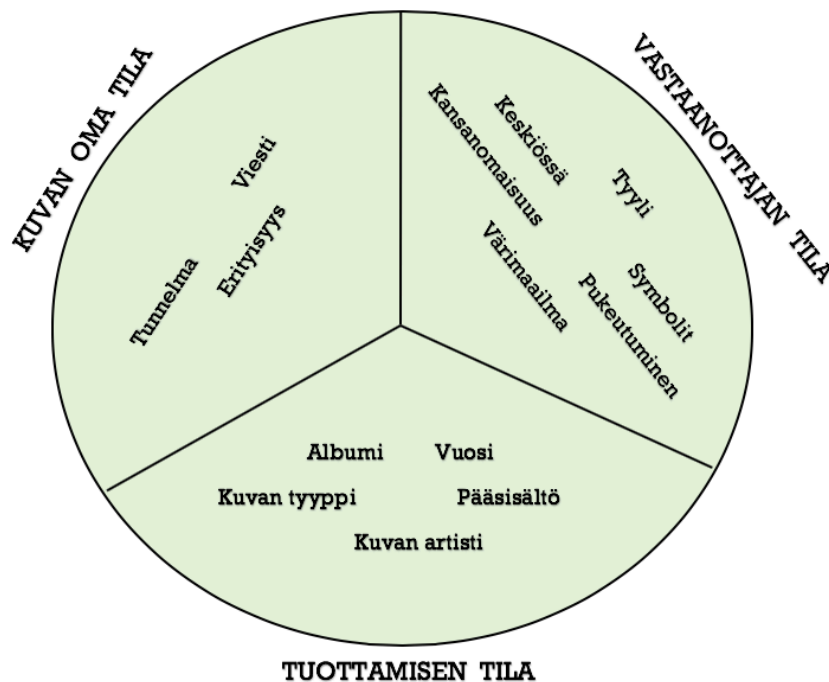 KUVAN OMA TILA
Viesti
Erityisyys
Tunnelma
VASTAANOTTAJAN TILA
Keskiössä
Kansanomaisuus
Tyyli
Värimaailma
Symbolit
Pukeutuminen
Albumi
Vuosi
Kuvan tyyppi
Pääsisältö
Kuvan artisti
TUOTTAMISEN TILA